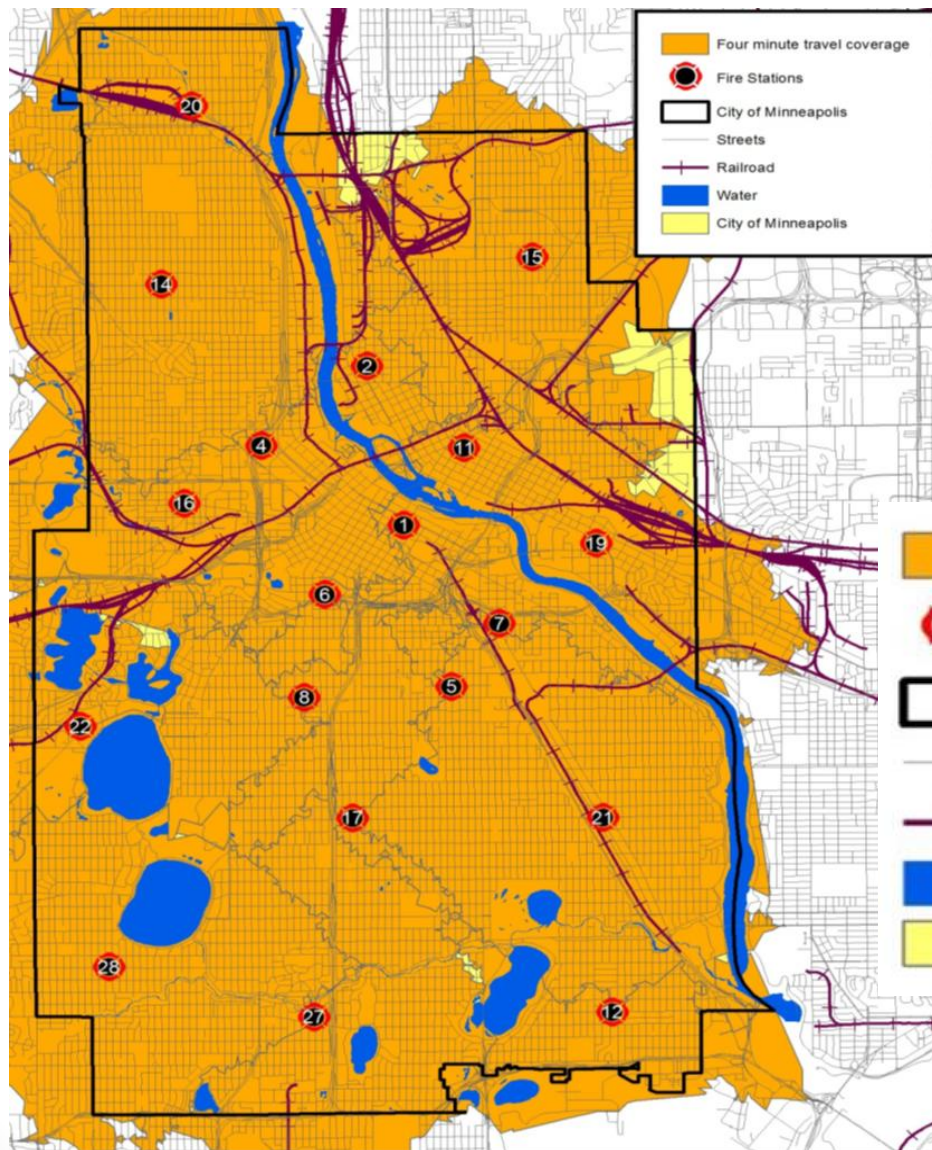 Four minute travel coverage
Fire Stations
City of Minneapolis
Streets
Railroad
Water
City of Minneapolis
20
15
14
2
4
11
16
1
19
6
7
5
8
22
17
21
28
12
27